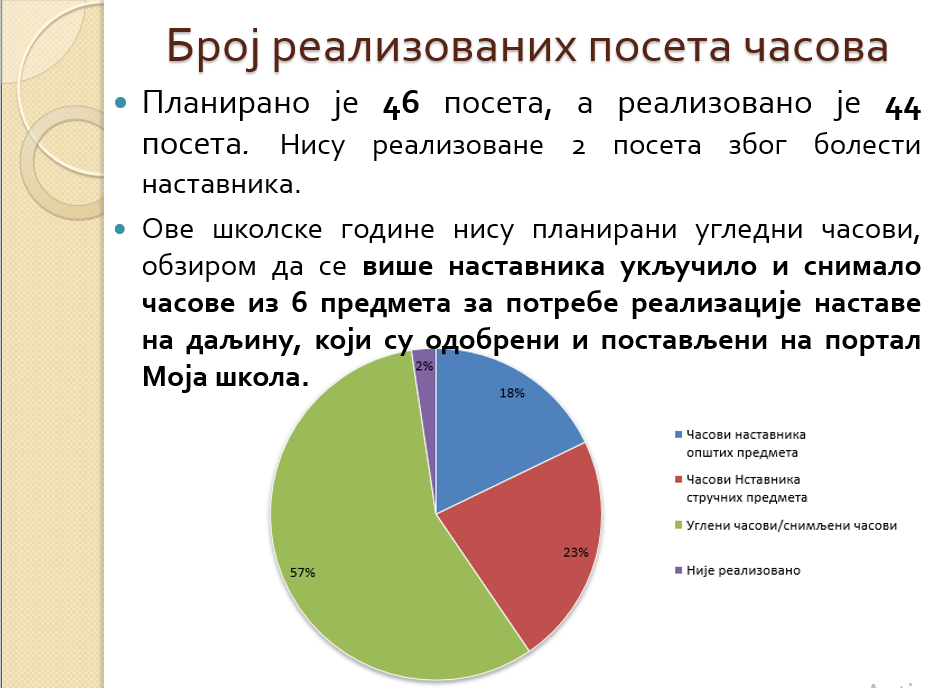 Број реализованих посета часова
Планирано је 46 посета, а реализовано је 44
посета. Нису реализоване 2 посета због болести
наставника.
Ове школске године нису планирани угледни часови,
обзиром да се више наставника укључило и снимало
часове из 6 предмета за потребе реализације наставе
на даљину, који су одобрени и постављени на портал
Моја школа.
2%
18%
23%
57%
Часови наставника
општих предмета
Часови Нставника
стручних предмета
Углени часови/снимљени часови
Није реализовано